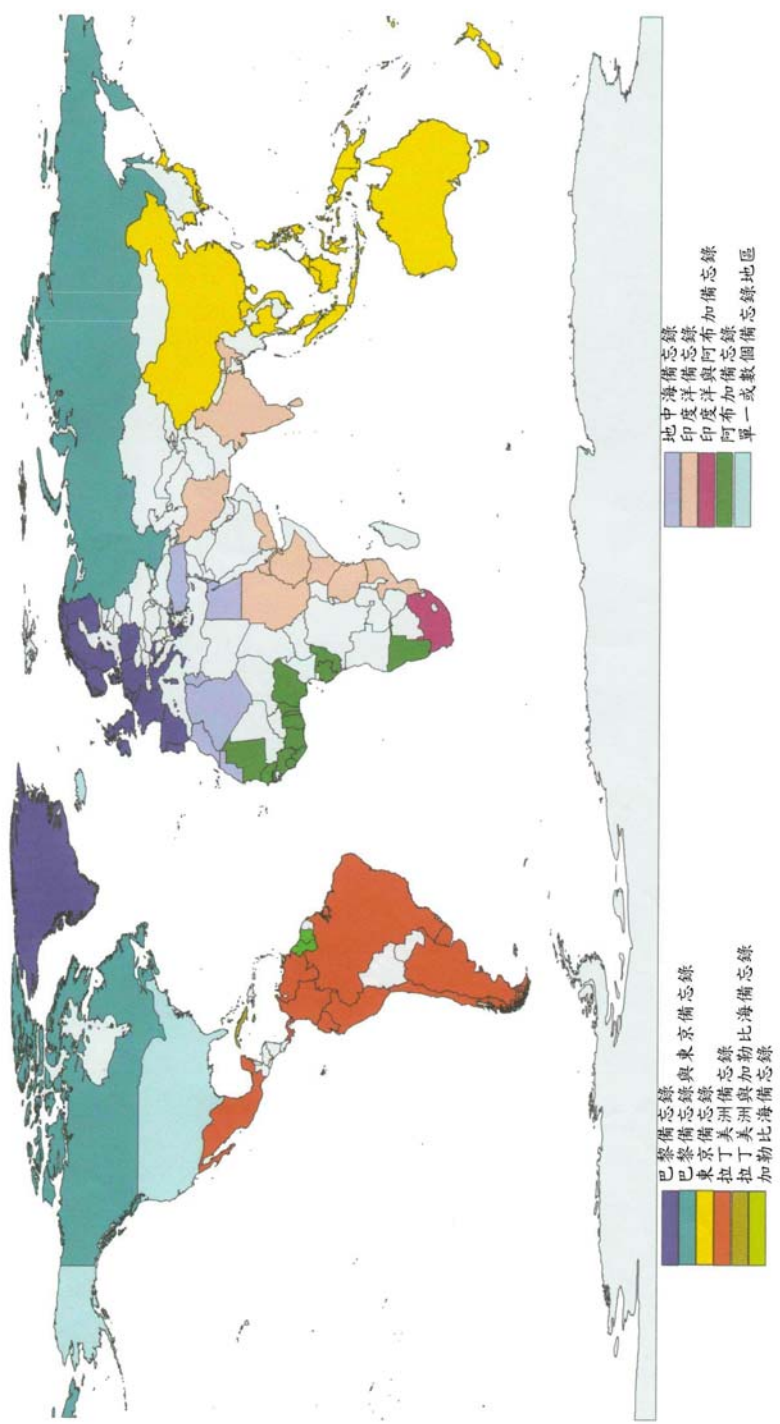 巴黎備忘錄
巴黎備忘錄與東京備忘錄
東京備忘錄
拉丁美洲備忘錄
拉丁美洲與加勒比海備忘錄
加勒比海備忘錄
地中海備忘錄
印度洋備忘錄
印度洋與阿布加備忘錄
阿布加備忘錄
單一或數個備忘錄地區